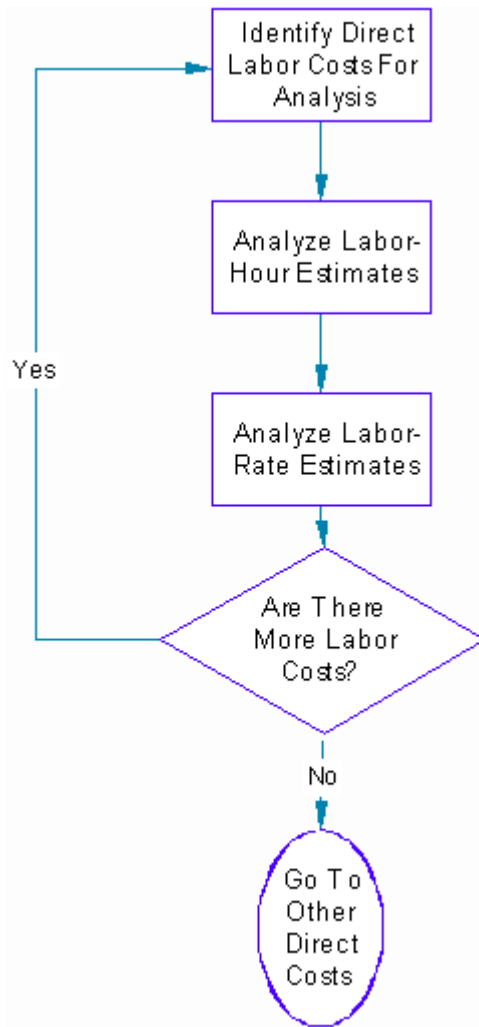 Identify Direct
Labor Costs For
Analysis
Analyze Labor-
Hour Estimates
Yes
Analyze Labor-
Rate Estimates
Are There
More Labor
Costs?
No
Go To
Other
Direct
Costs